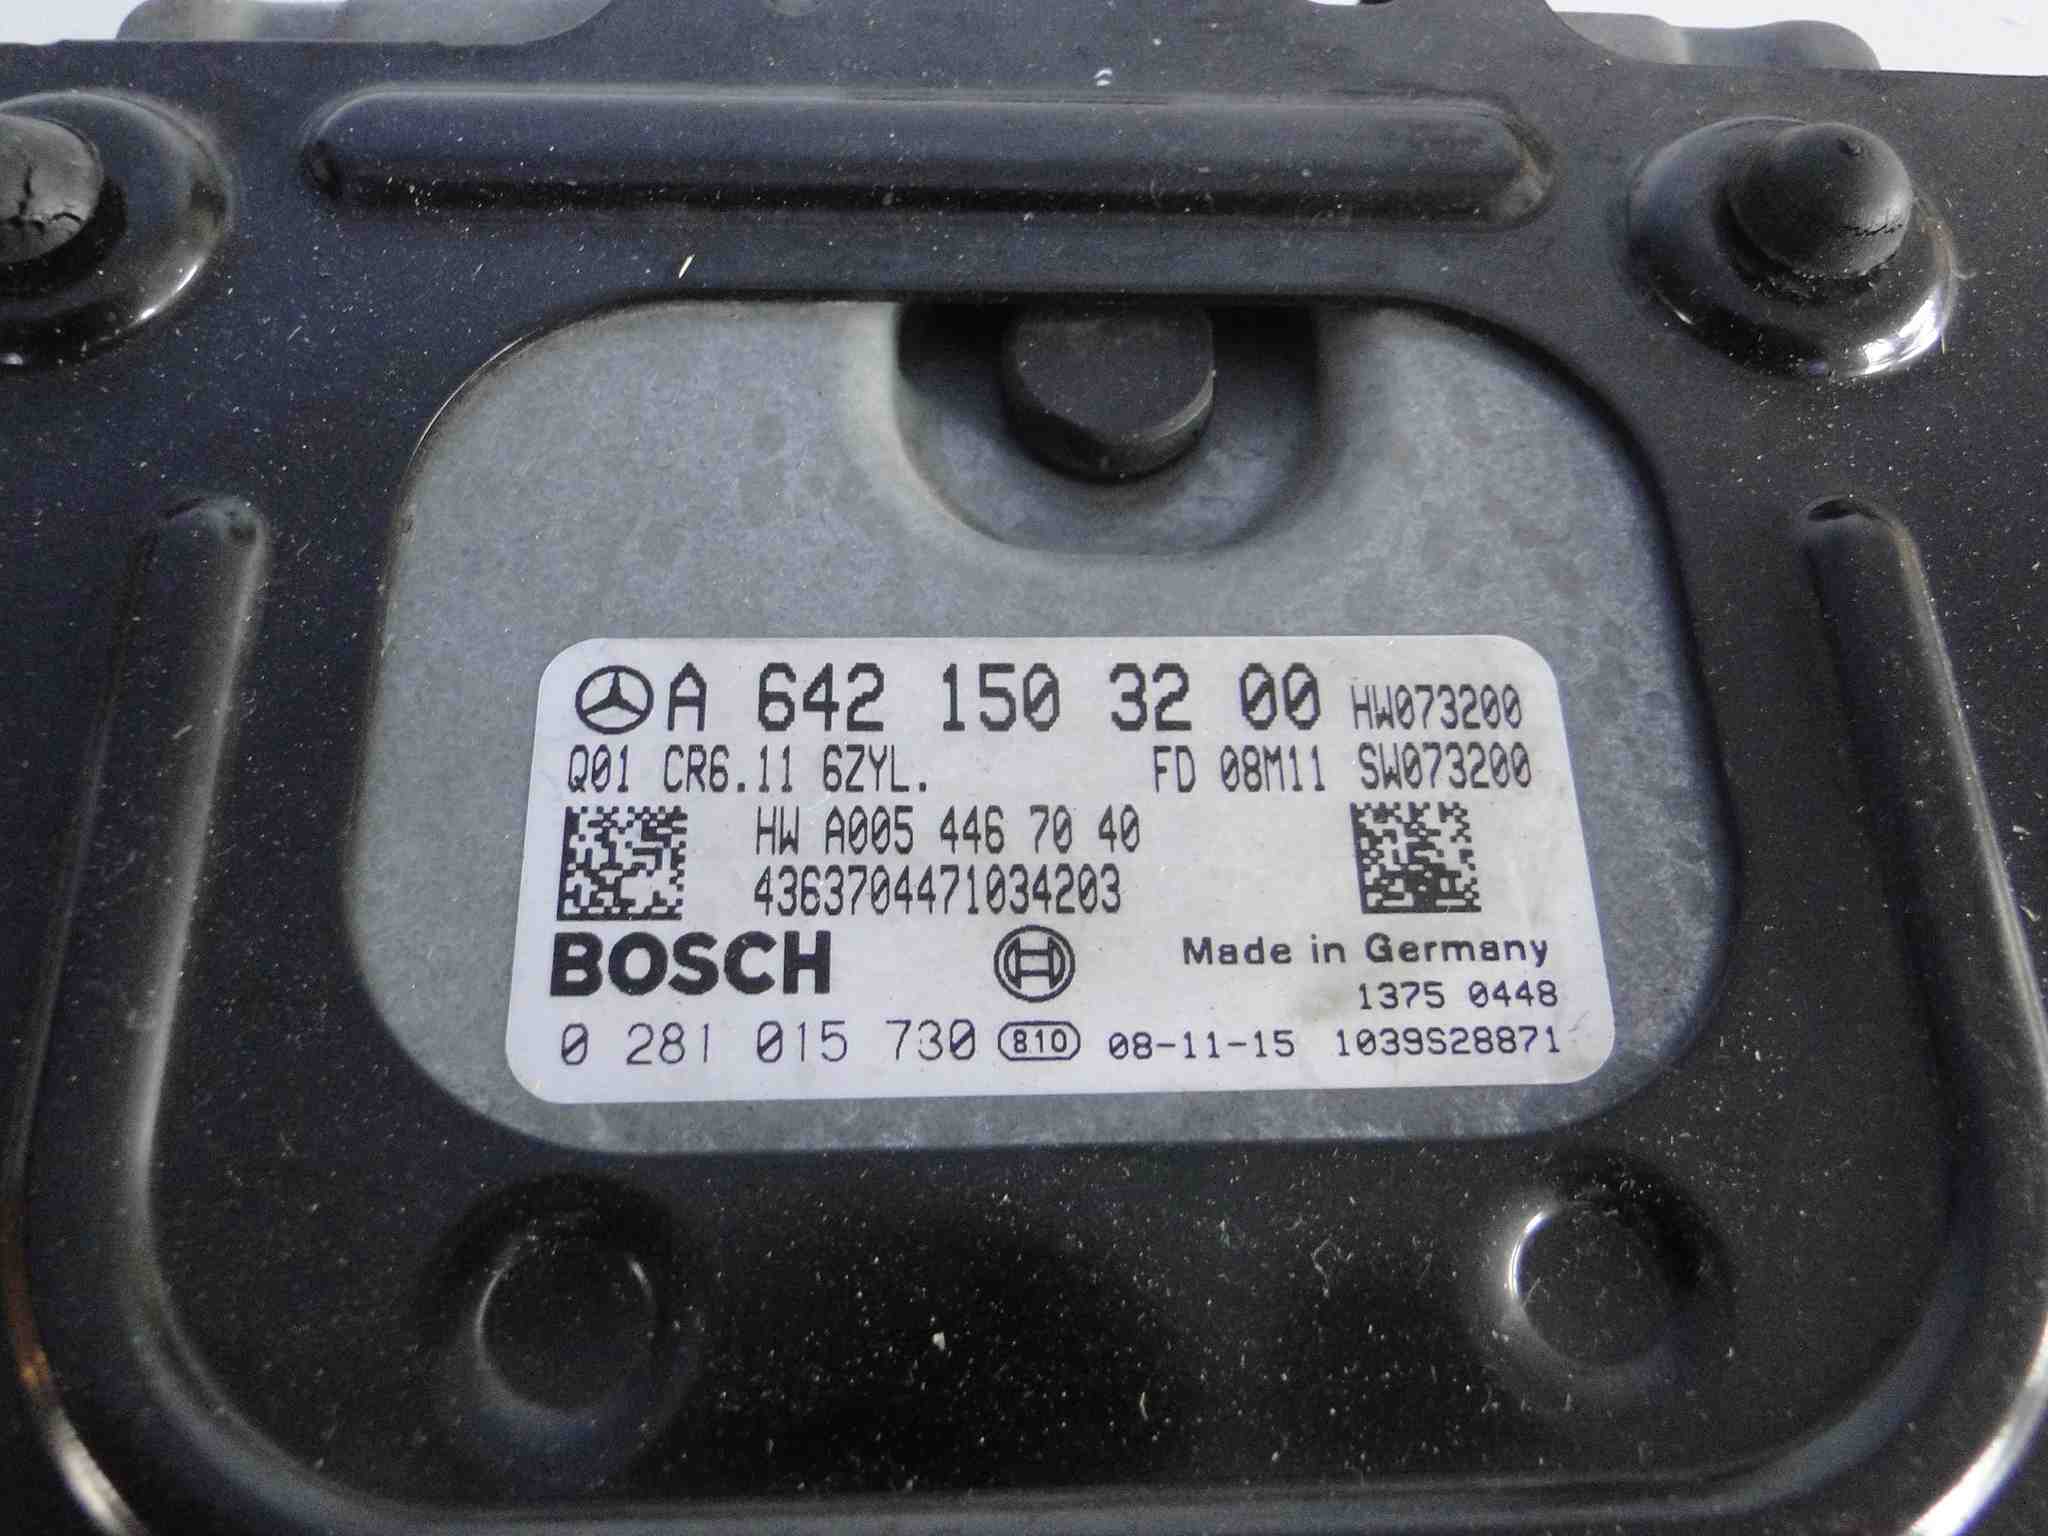 A 642 150 32 00 HW073200
Q01 CR6.11 6ZYL. FD 08M11 SW073200
HW A005 446 70 40
4363704471034203
BOSCH Made in Germany
1375 0448
0 281 015 730 810 08-11-15 1039S28871